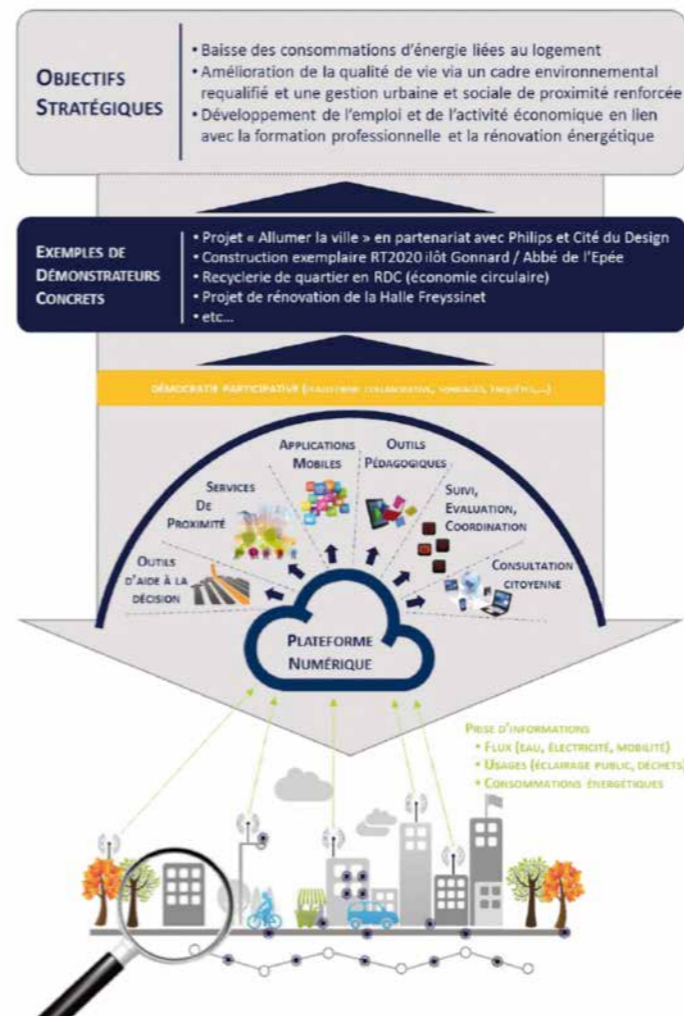 OBJECTIFS
STRATÉGIQUES
• Baisse des consommations d'énergie liées au logement
• Amélioration de la qualité de vie via un cadre environnemental
requalifié et une gestion urbaine et sociale de proximité renforcée
• Développement de l'emploi et de l'activité économique en lien
avec la formation professionnelle et la rénovation énergétique
EXEMPLES DE
DÉMONSTRATEURS
CONCRETS
• Projet « Allumer la ville » en partenariat avec Philips et Cité du Design
• Construction exemplaire RT2020 ilôt Gonnard / Abbé de l'Epée
• Recyclerie de quartier en RDC (économie circulaire)
• Projet de rénovation de la Halle Freyssinet
• etc...
DÉMOCRATIE PARTICIPATIVE (PLATEFORME COLLABORATIVE, SONDAGES, ENQUÊTES,...)
APPLICATIONS
MOBILES
OUTILS
PÉDAGOGIQUES
SERVICES
DE
PROXIMITÉ
SUIVI,
EVALUATION,
COORDINATION
OUTILS
D'AIDE À LA
DÉCISION
CONSULTATION
CITOYENNE
PLATEFORME
NUMÉRIQUE
PRISE D'INFORMATIONS
• FLUX (EAU, ÉLECTRICITÉ, MOBILITÉ)
• USAGES (ÉCLAIRAGE PUBLIC, DÉCHETS)
• CONSOMMATIONS ÉNERGÉTIQUES